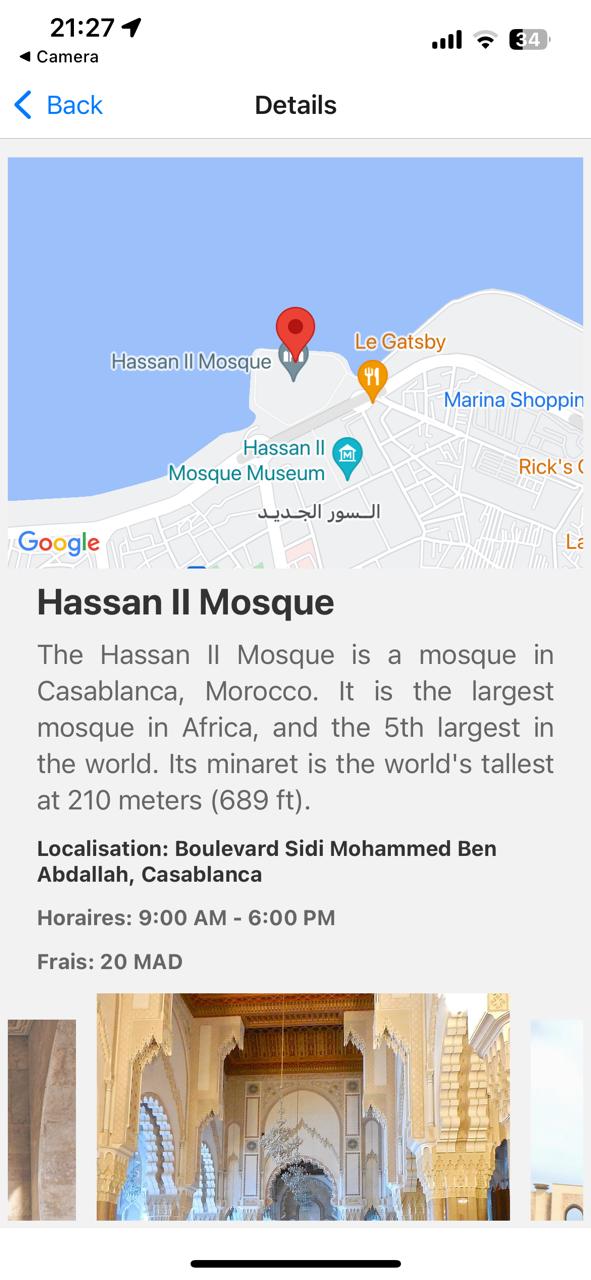 21:27
34
◀ Camera
Back
Details
Le Gatsby
Hassan II Mosque
Marina Shoppin
Hassan II
Mosque Museum
Rick's C
الــسور الجـديـد
La
Google
Hassan II Mosque
The Hassan II Mosque is a mosque in
Casablanca, Morocco. It is the largest
mosque in Africa, and the 5th largest in
the world. Its minaret is the world's tallest
at 210 meters (689 ft).
Localisation: Boulevard Sidi Mohammed Ben
Abdallah, Casablanca
Horaires: 9:00 AM - 6:00 PM
Frais: 20 MAD